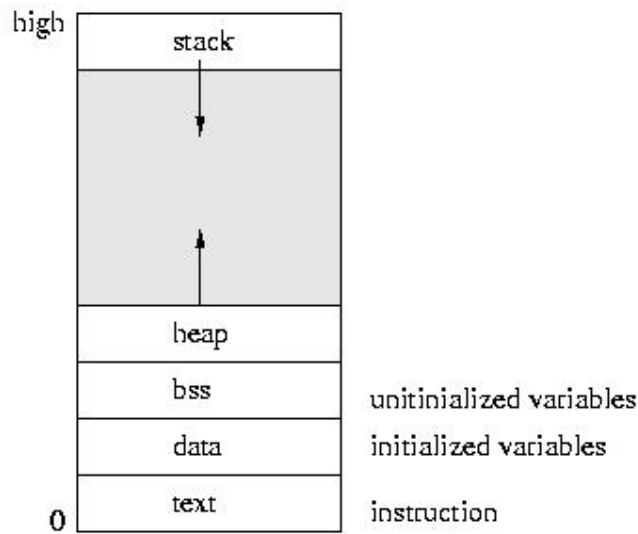 high
stack
heap
bss
unitinialized variables
data
initialized variables
text
0
instruction